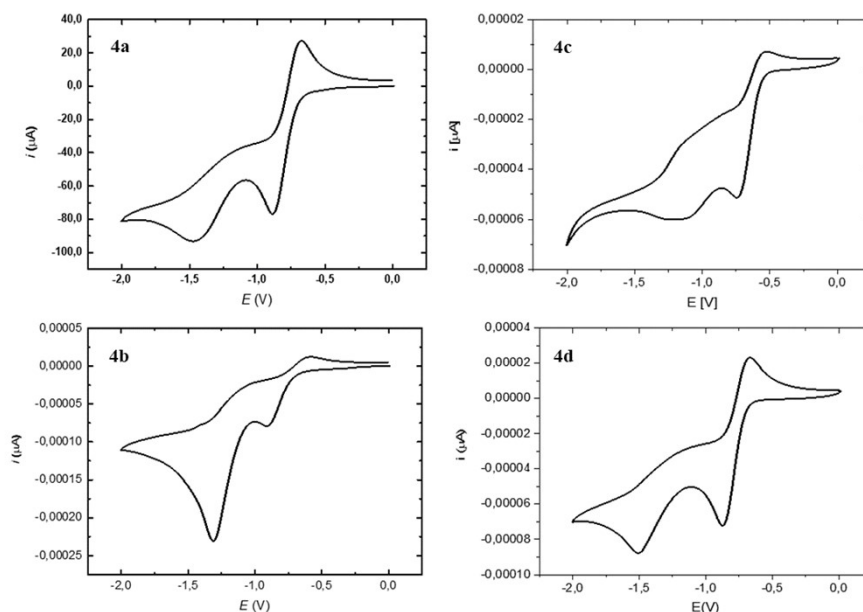 4a
40,0
20,0
0,0
-20,0
-40,0
-60,0
-80,0
-100,0
i (µA)
-2,0 -1,5 -1,0 -0,5 0,0
E (V)
4c
0,00002
0,00000
-0,00002
-0,00004
-0,00006
-0,00008
i [µA]
-2,0 -1,5 -1,0 -0,5 0,0
E [V]
4b
0,00005
0,00000
-0,00005
-0,00010
-0,00015
-0,00020
-0,00025
i (µA)
-2,0 -1,5 -1,0 -0,5 0,0
E (V)
4d
0,00004
0,00002
0,00000
-0,00002
-0,00004
-0,00006
-0,00008
-0,00010
i (µA)
-2,0 -1,5 -1,0 -0,5 0,0
E(V)